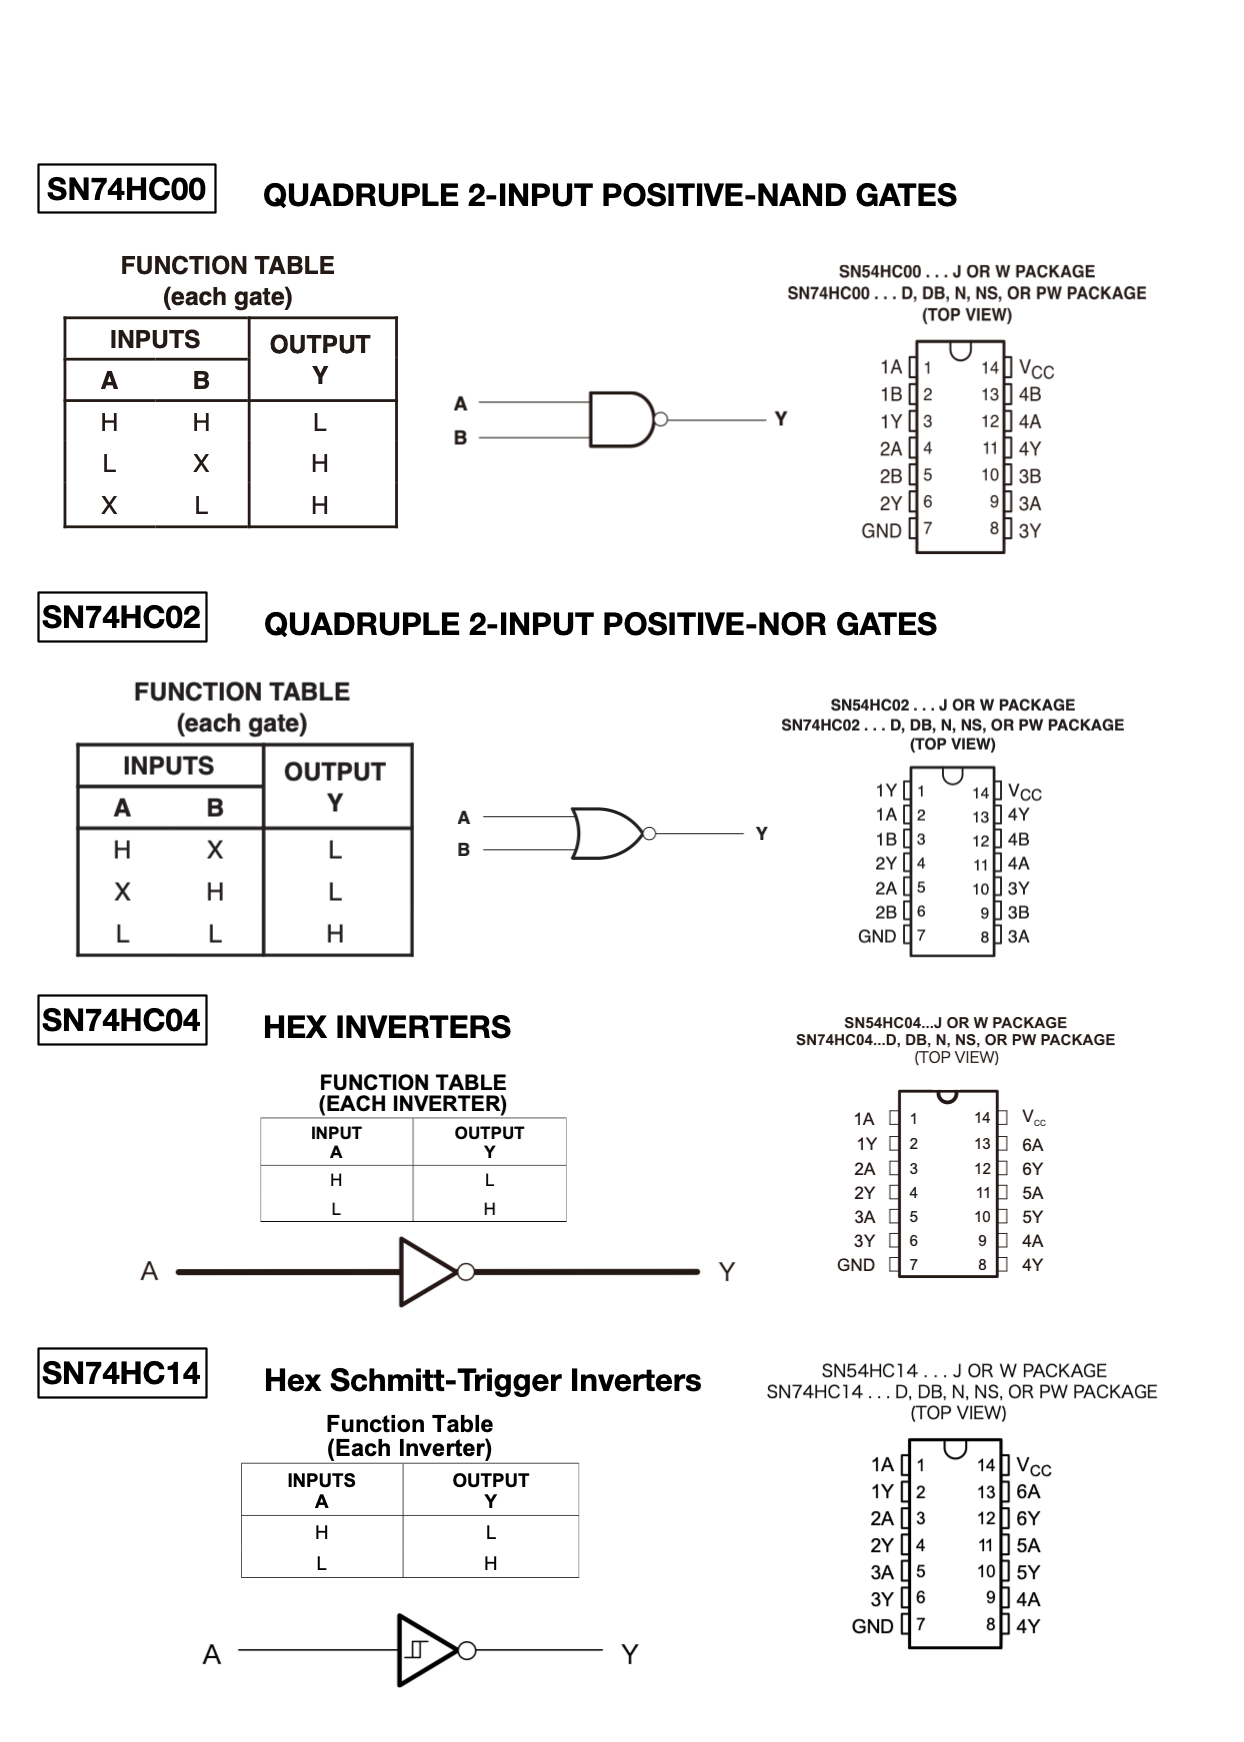 SN74HC00
QUADRUPLE 2-INPUT POSITIVE-NAND GATES
FUNCTION TABLE
(each gate)
INPUTS OUTPUT
A B Y
H H L
L X H
X L H
A
B
Y
SN54HC00 . . . J OR W PACKAGE
SN74HC00 . . . D, DB, N, NS, OR PW PACKAGE
(TOP VIEW)
1A 1 14 VCC
1B 2 13 4B
1Y 3 12 4A
2A 4 11 4Y
2B 5 10 3B
2Y 6 9 3A
GND 7 8 3Y
SN74HC02
QUADRUPLE 2-INPUT POSITIVE-NOR GATES
FUNCTION TABLE
(each gate)
INPUTS OUTPUT
A B Y
H X L
X H L
L L H
A
B
Y
SN54HC02 . . . J OR W PACKAGE
SN74HC02 . . . D, DB, N, NS, OR PW PACKAGE
(TOP VIEW)
1Y 1 14 VCC
1A 2 13 4Y
1B 3 12 4B
2Y 4 11 4A
2A 5 10 3Y
2B 6 9 3B
GND 7 8 3A
SN74HC04
HEX INVERTERS
FUNCTION TABLE
(EACH INVERTER)
INPUT OUTPUT
A Y
H L
L H
A Y
SN54HC04...J OR W PACKAGE
SN74HC04...D, DB, N, NS, OR PW PACKAGE
(TOP VIEW)
1A 1 14 Vcc
1Y 2 13 6A
2A 3 12 6Y
2Y 4 11 5A
3A 5 10 5Y
3Y 6 9 4A
GND 7 8 4Y
SN74HC14
Hex Schmitt-Trigger Inverters
Function Table
(Each Inverter)
INPUTS OUTPUT
A Y
H L
L H
A Y
SN54HC14 . . . J OR W PACKAGE
SN74HC14 . . . D, DB, N, NS, OR PW PACKAGE
(TOP VIEW)
1A 1 14 VCC
1Y 2 13 6A
2A 3 12 6Y
2Y 4 11 5A
3A 5 10 5Y
3Y 6 9 4A
GND 7 8 4Y